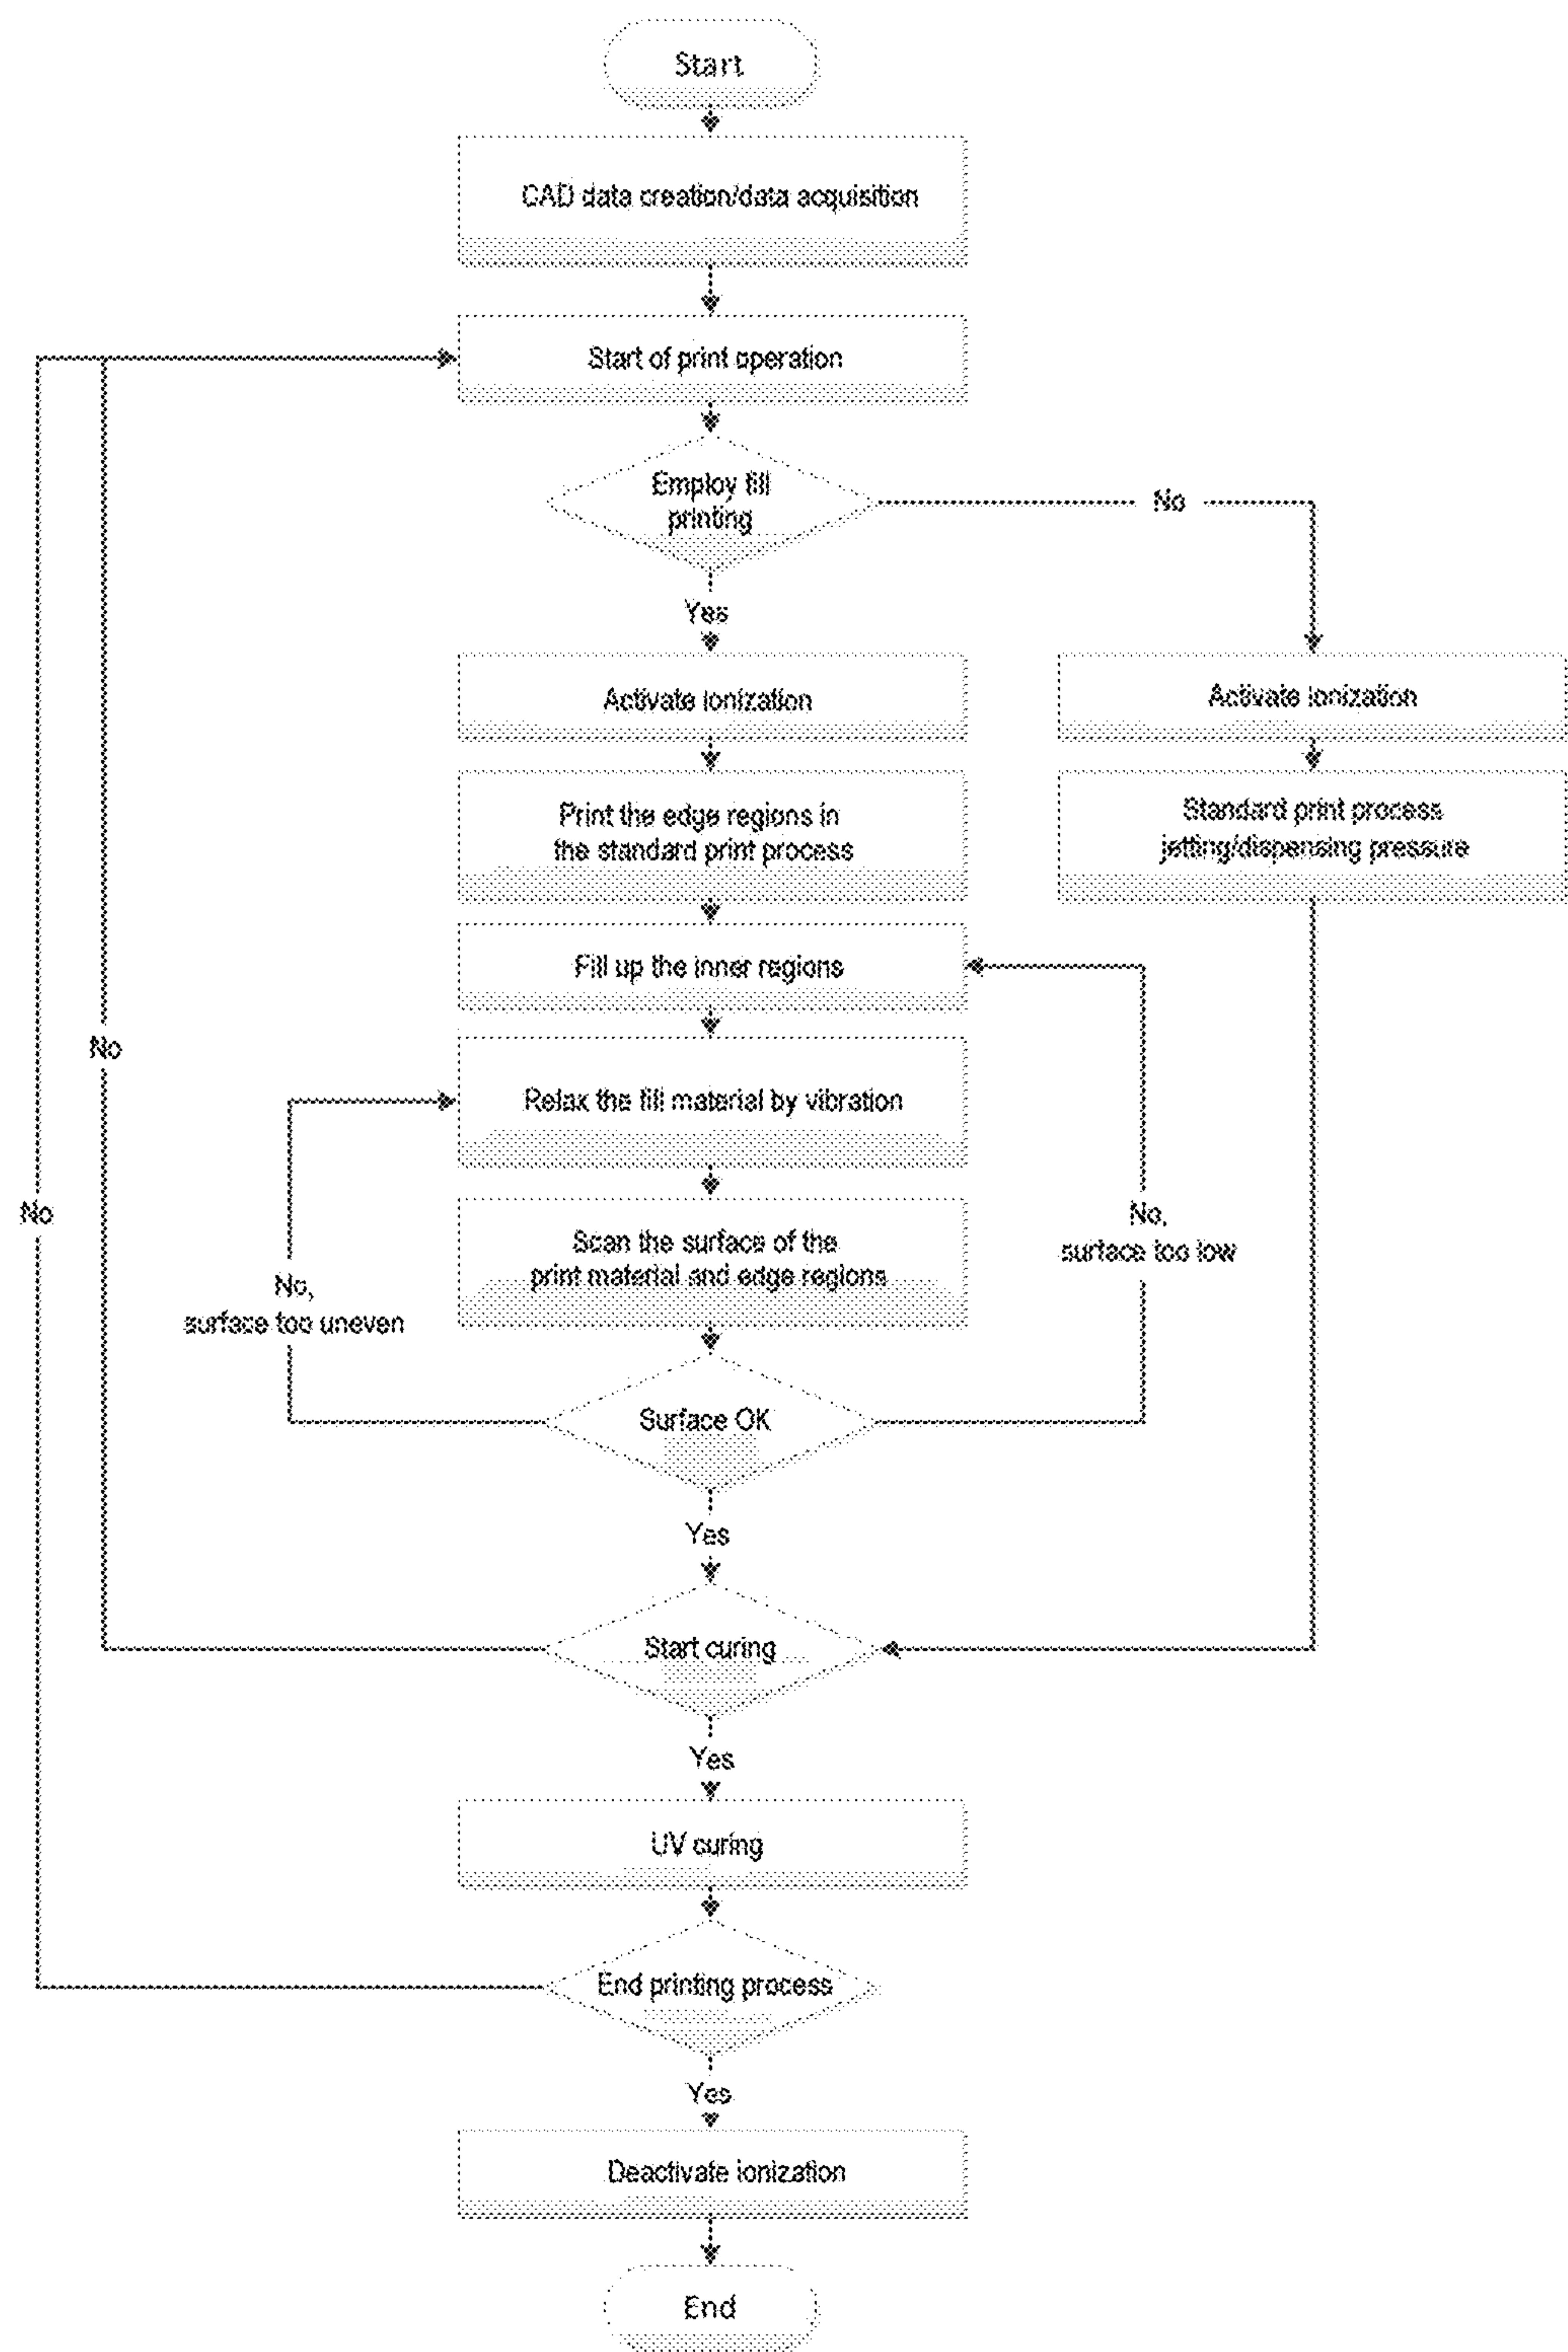 Start
CAD data creation/data acquisition
Start of print operation
Employ fill
printing
No
Yes
Activate ionization
Activate ionization
Print the edge regions in
the standard print process
Standard print process
jetting/dispensing pressure
Fill up the inner regions
No
Relax the fill material by vibration
No
No,
surface too low
Scan the surface of the
print material and edge regions
No,
surface too uneven
Surface OK
Yes
Start curing
Yes
UV curing
End printing process
Yes
Deactivate ionization
End